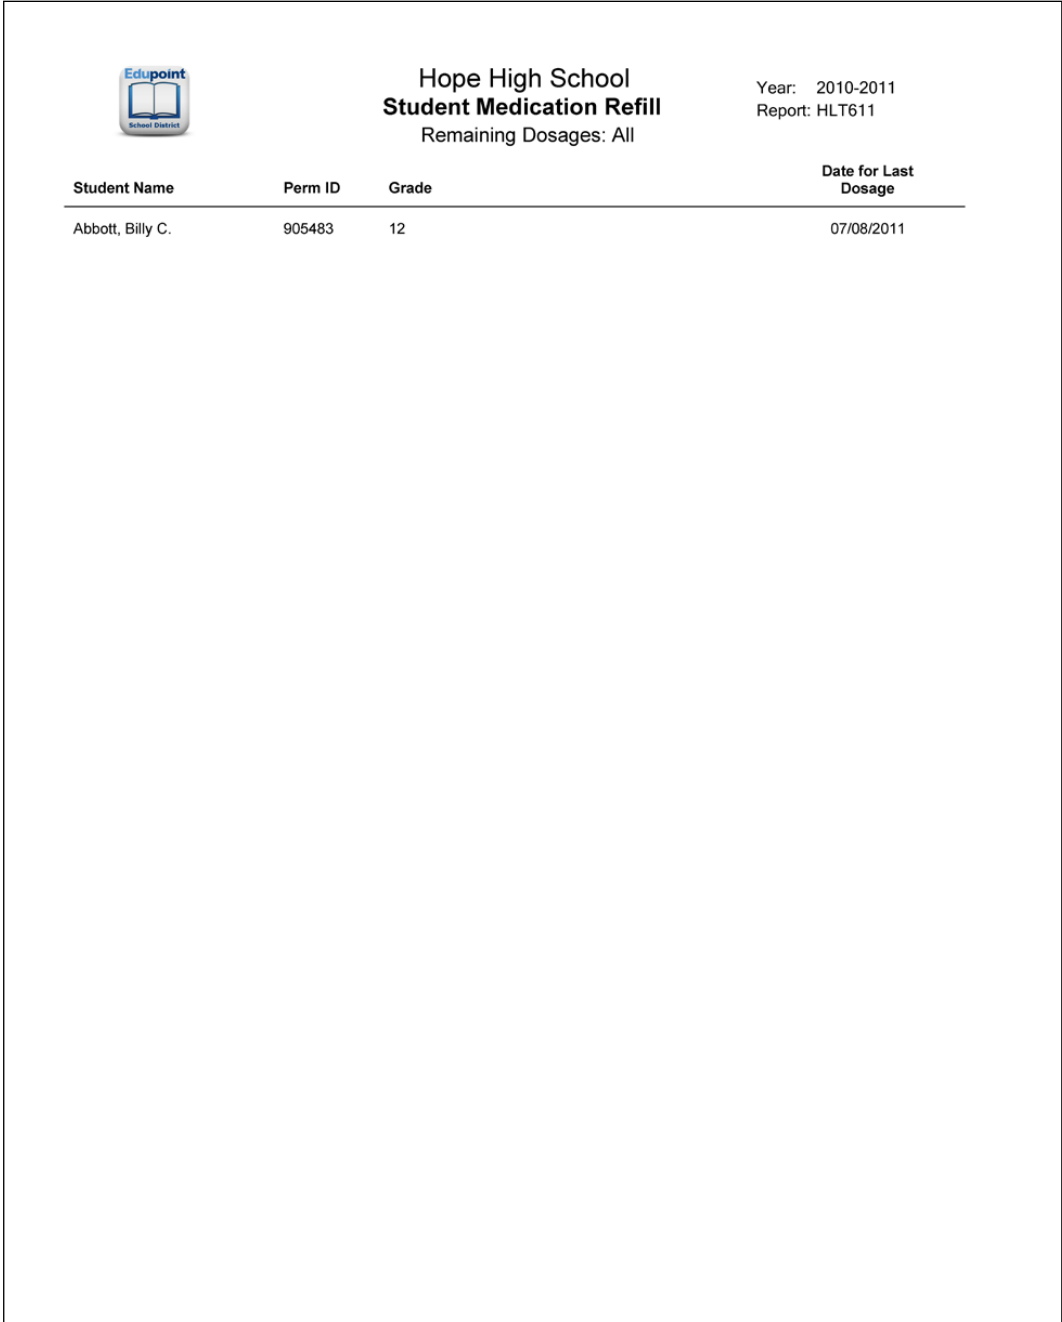 Edupoint
School District
Hope High School
Student Medication Refill
Remaining Dosages: All
Year: 2010-2011
Report: HLT611
Student Name Perm ID Grade Date for Last Dosage
Abbott, Billy C. 905483 12 07/08/2011